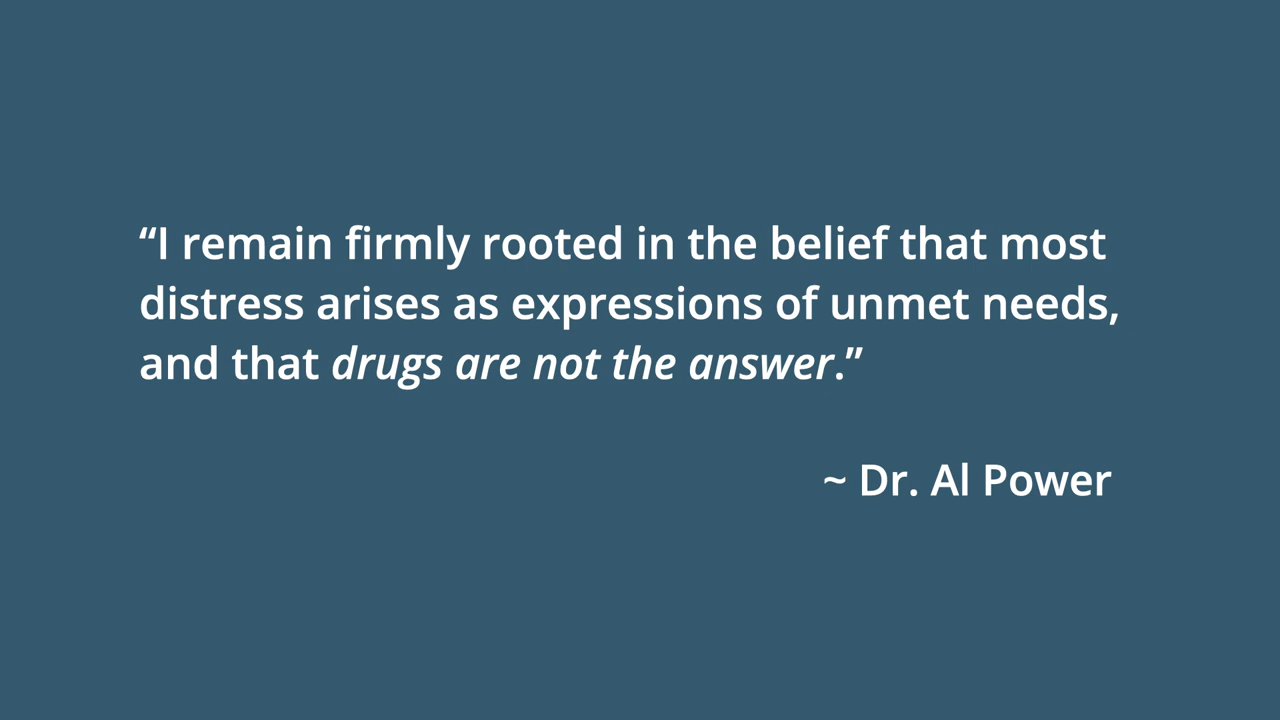 “I remain firmly rooted in the belief that most
distress arises as expressions of unmet needs,
and that drugs are not the answer.”
~ Dr. Al Power